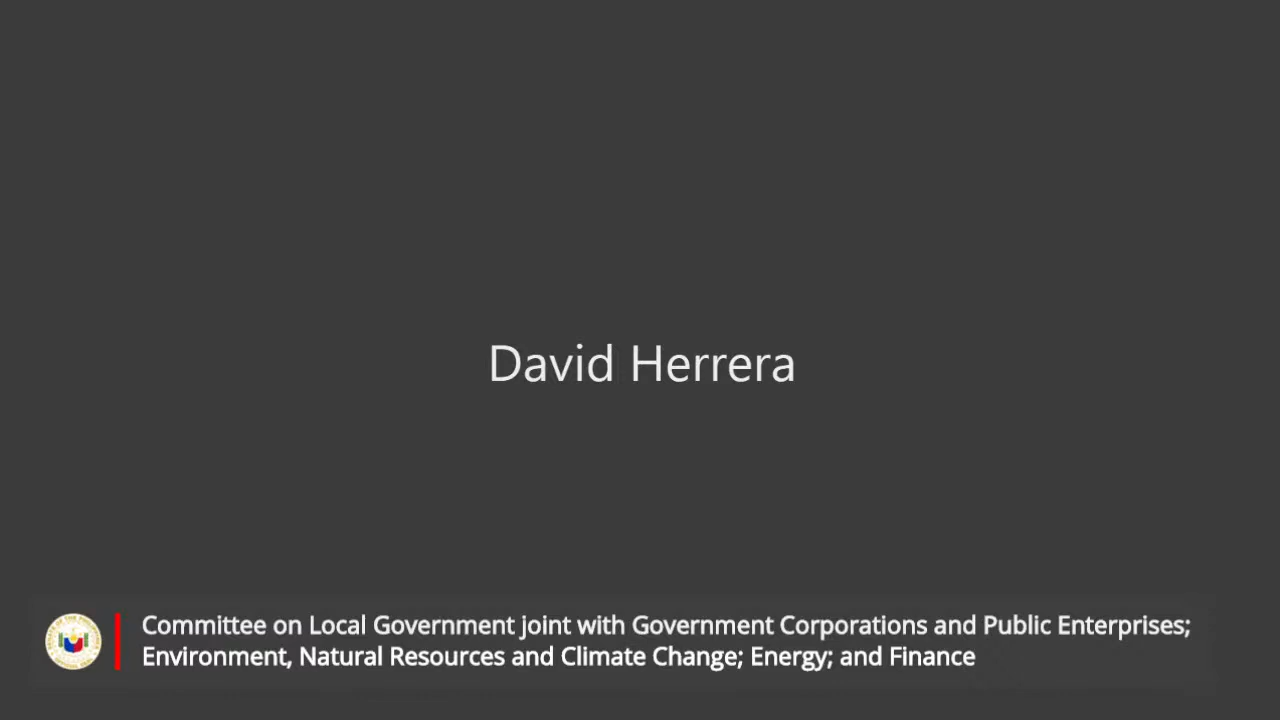 David Herrera
Committee on Local Government joint with Government Corporations and Public Enterprises;
Environment, Natural Resources and Climate Change; Energy; and Finance